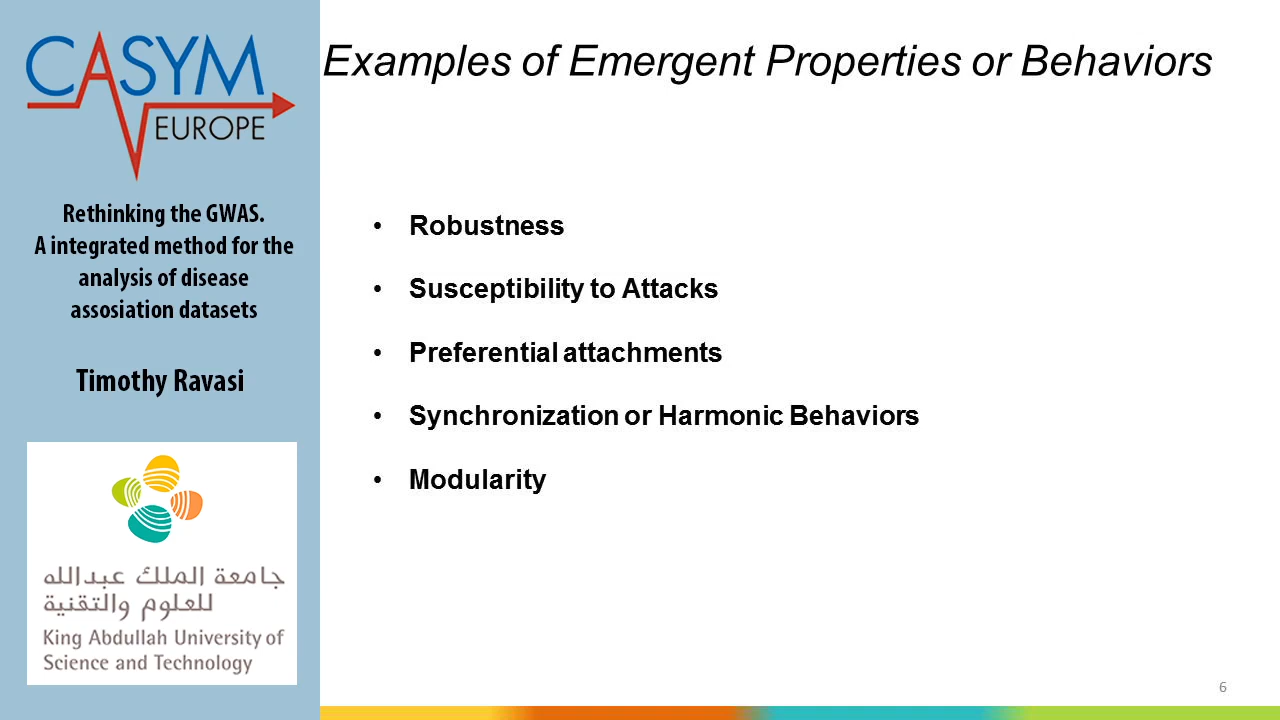 CASYM
EUROPE
Rethinking the GWAS.
A integrated method for the
analysis of disease
assosiation datasets
Timothy Ravasi
جامعة الملك عبدالله
للعلوم والتقنية
King Abdullah University of
Science and Technology
Examples of Emergent Properties or Behaviors
• Robustness
• Susceptibility to Attacks
• Preferential attachments
• Synchronization or Harmonic Behaviors
• Modularity
6